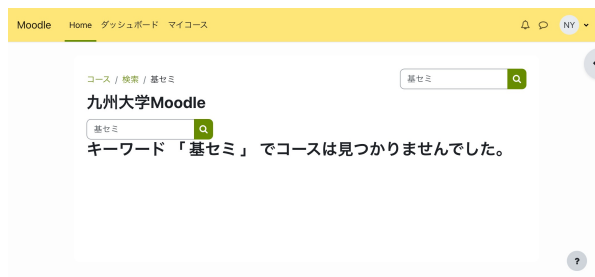 Moodle Home ダッシュボード マイコース NY
コース / 検索 / 基セミ
基セミ
九州大学Moodle
基セミ
キーワード 「 基セミ 」 でコースは見つかりませんでした。
?